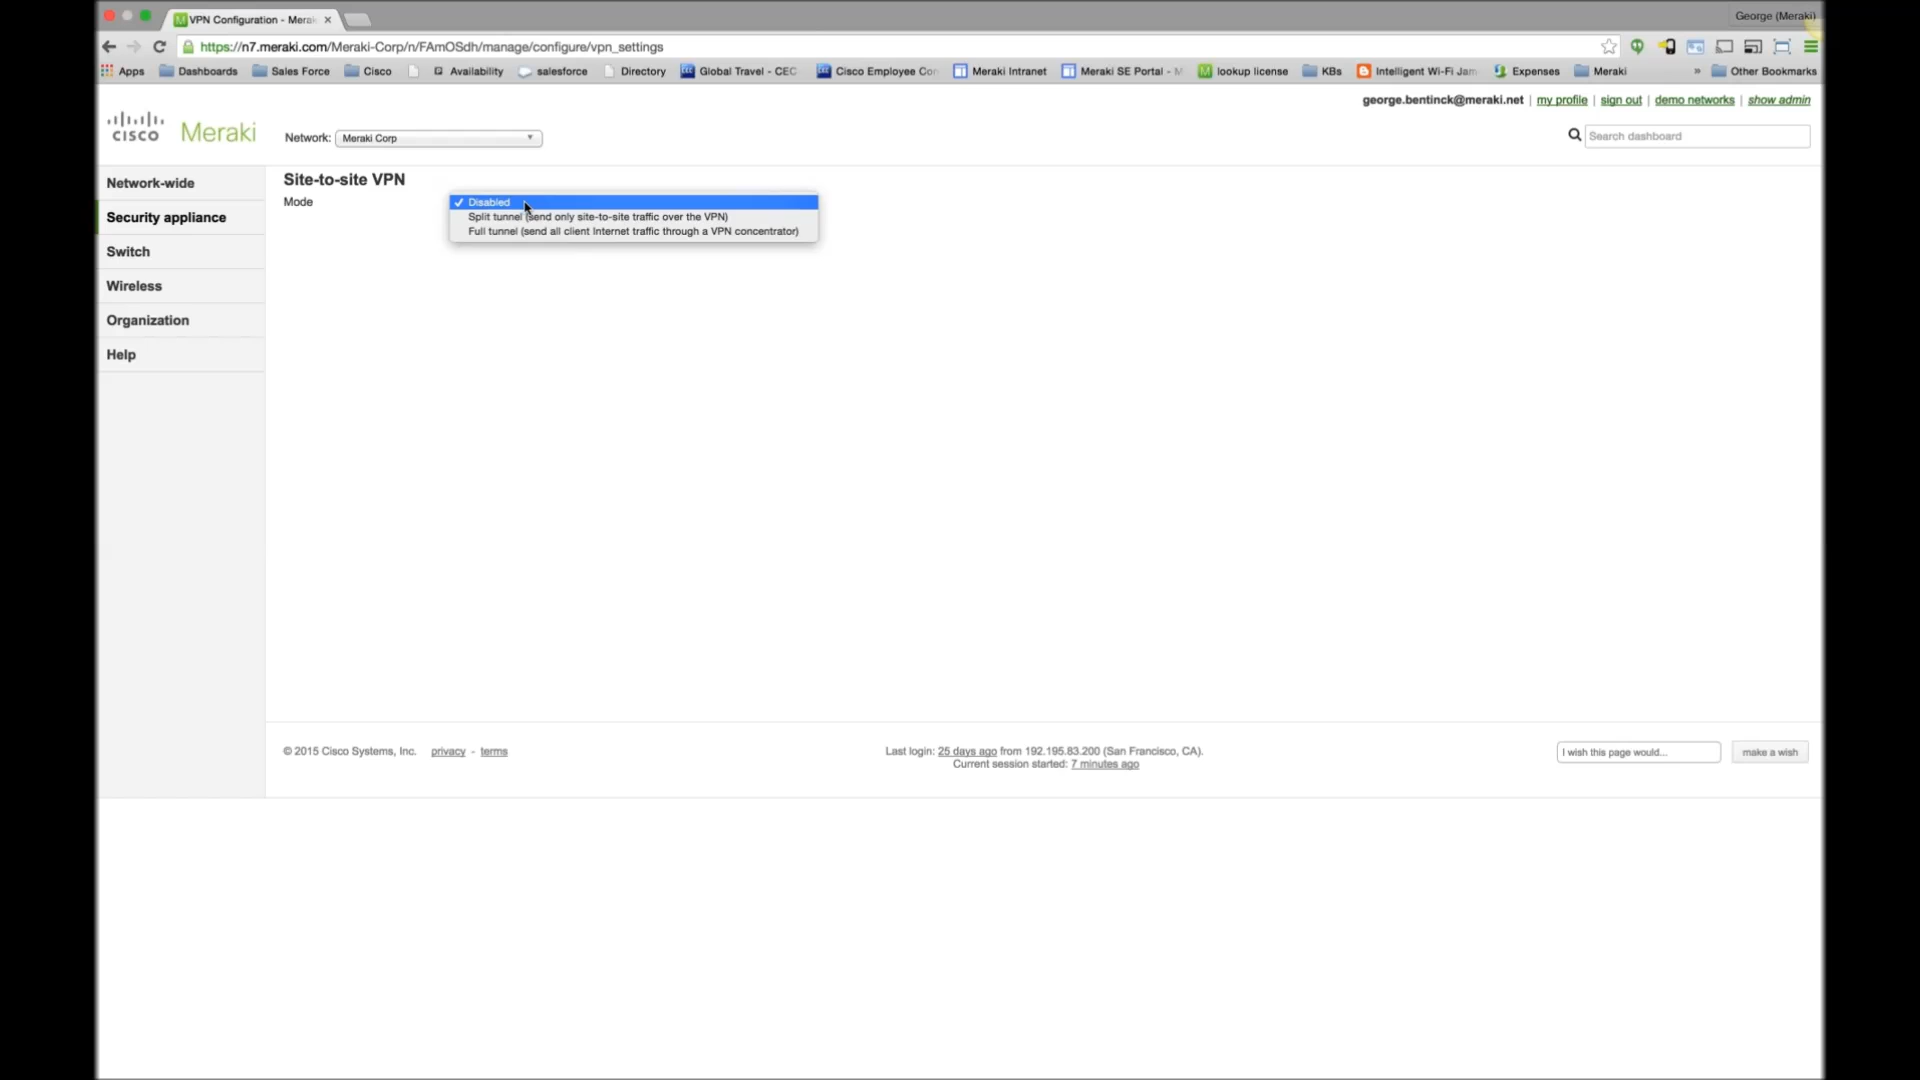 VPN Configuration - Merak
George (Meraki)
https://n7.meraki.com/Meraki-Corp/n/FAmOSdh/manage/configure/vpn_settings
Apps Dashboards Sales Force Cisco Availability salesforce Directory Global Travel - CEC Cisco Employee Con Meraki Intranet Meraki SE Portal - M lookup license KBs Intelligent Wi-Fi Jam Expenses Meraki » Other Bookmarks
george.bentinck@meraki.net | my profile | sign out | demo networks | show admin
CISCO Meraki
Network: Meraki Corp
Search dashboard
Network-wide
Security appliance
Switch
Wireless
Organization
Help
Site-to-site VPN
Mode
✓ Disabled
Split tunnel (send only site-to-site traffic over the VPN)
Full tunnel (send all client Internet traffic through a VPN concentrator)
© 2015 Cisco Systems, Inc. privacy - terms
Last login: 25 days ago from 192.195.83.200 (San Francisco, CA).
Current session started: 7 minutes ago
I wish this page would...
make a wish